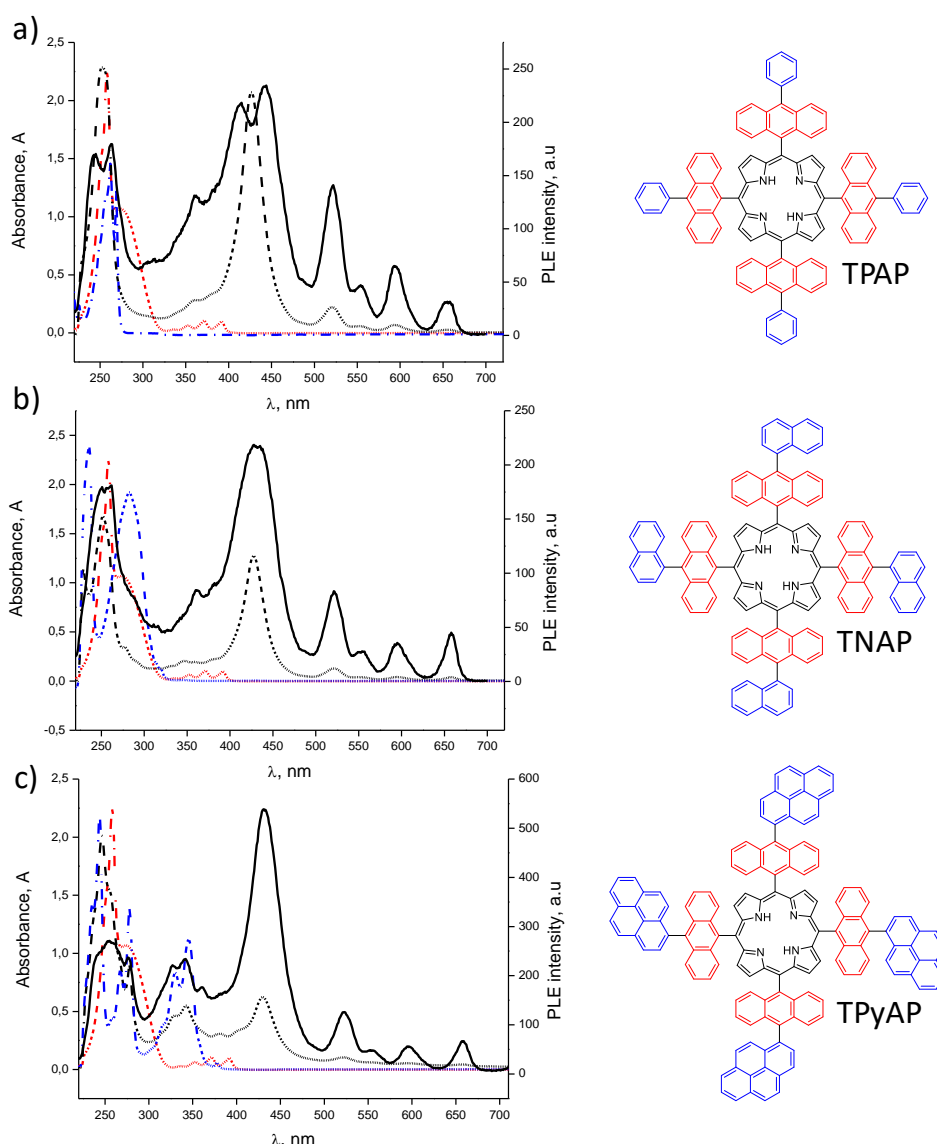 a)
2,5
2,0
1,5
1,0
0,5
0,0
Absorbance, A
250
200
150
100
50
0
PLE intensity, a.u
250 300 350 400 450 500 550 600 650 700
λ, nm
NH N
N HN
TPAP
b)
2,5
2,0
1,5
1,0
0,5
0,0
-0,5
Absorbance, A
250
200
150
100
50
0
PLE intensity, a.u
250 300 350 400 450 500 550 600 650 700
λ, nm
NH N
N HN
TNAP
c)
2,5
2,0
1,5
1,0
0,5
0,0
Absorbance, A
600
500
400
300
200
100
0
PLE intensity, a.u
250 300 350 400 450 500 550 600 650 700
λ, nm
NH N
N HN
TPyAP